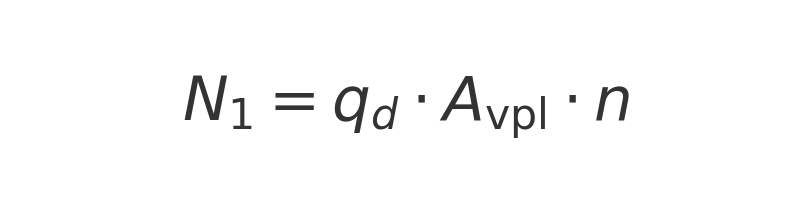 N₁ = q_d · A_vpl · n